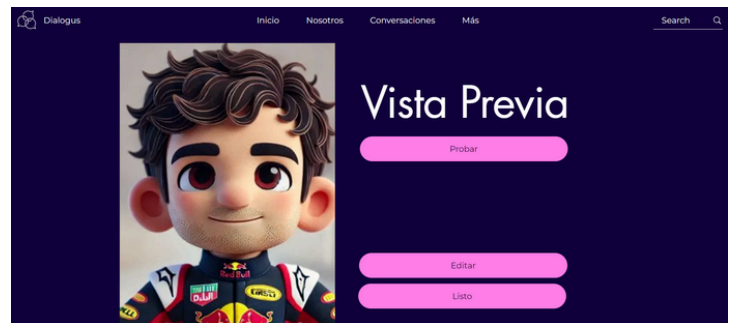 Dialogus
Inicio
Nosotros
Conversaciones
Más
Search
Vista Previa
Probar
Editar
Listo
Red Bull